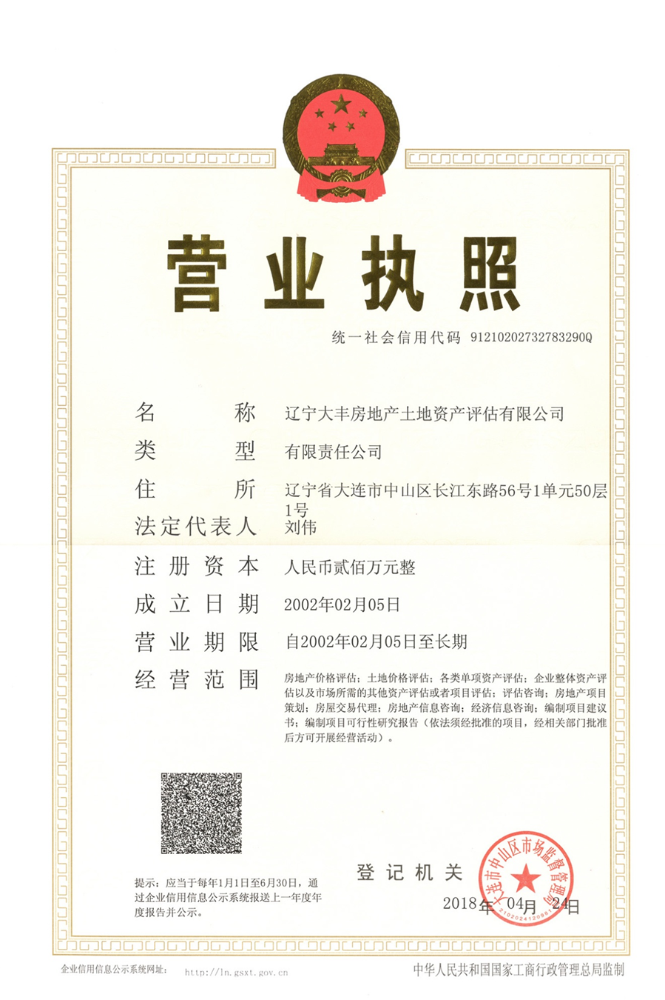 营业执照
统一社会信用代码 91210202732783290Q
名称 辽宁大丰房地产土地资产评估有限公司
类型 有限责任公司
住所 辽宁省大连市中山区长江东路56号1单元50层
1号
法定代表人 刘伟
注册资本 人民币贰佰万元整
成立日期 2002年02月05日
营业期限 自2002年02月05日至长期
经营范围 房地产价格评估；土地价格评估；各类单项资产评估；企业整体资产评
估以及市场所需的其他资产评估或者项目评估；评估咨询；房地产项目
策划；房屋交易代理；房地产信息咨询；经济信息咨询；编制项目建议
书；编制项目可行性研究报告（依法须经批准的项目，经相关部门批准
后方可开展经营活动）。
登记机关
大连市中山区市场监督管理局
2018年04月24日
提示：应当于每年1月1日至6月30日，通
过企业信用信息公示系统报送上一年度年
度报告并公示。
企业信用信息公示系统网址： http://ln.gsxt.gov.cn
中华人民共和国国家工商行政管理总局监制